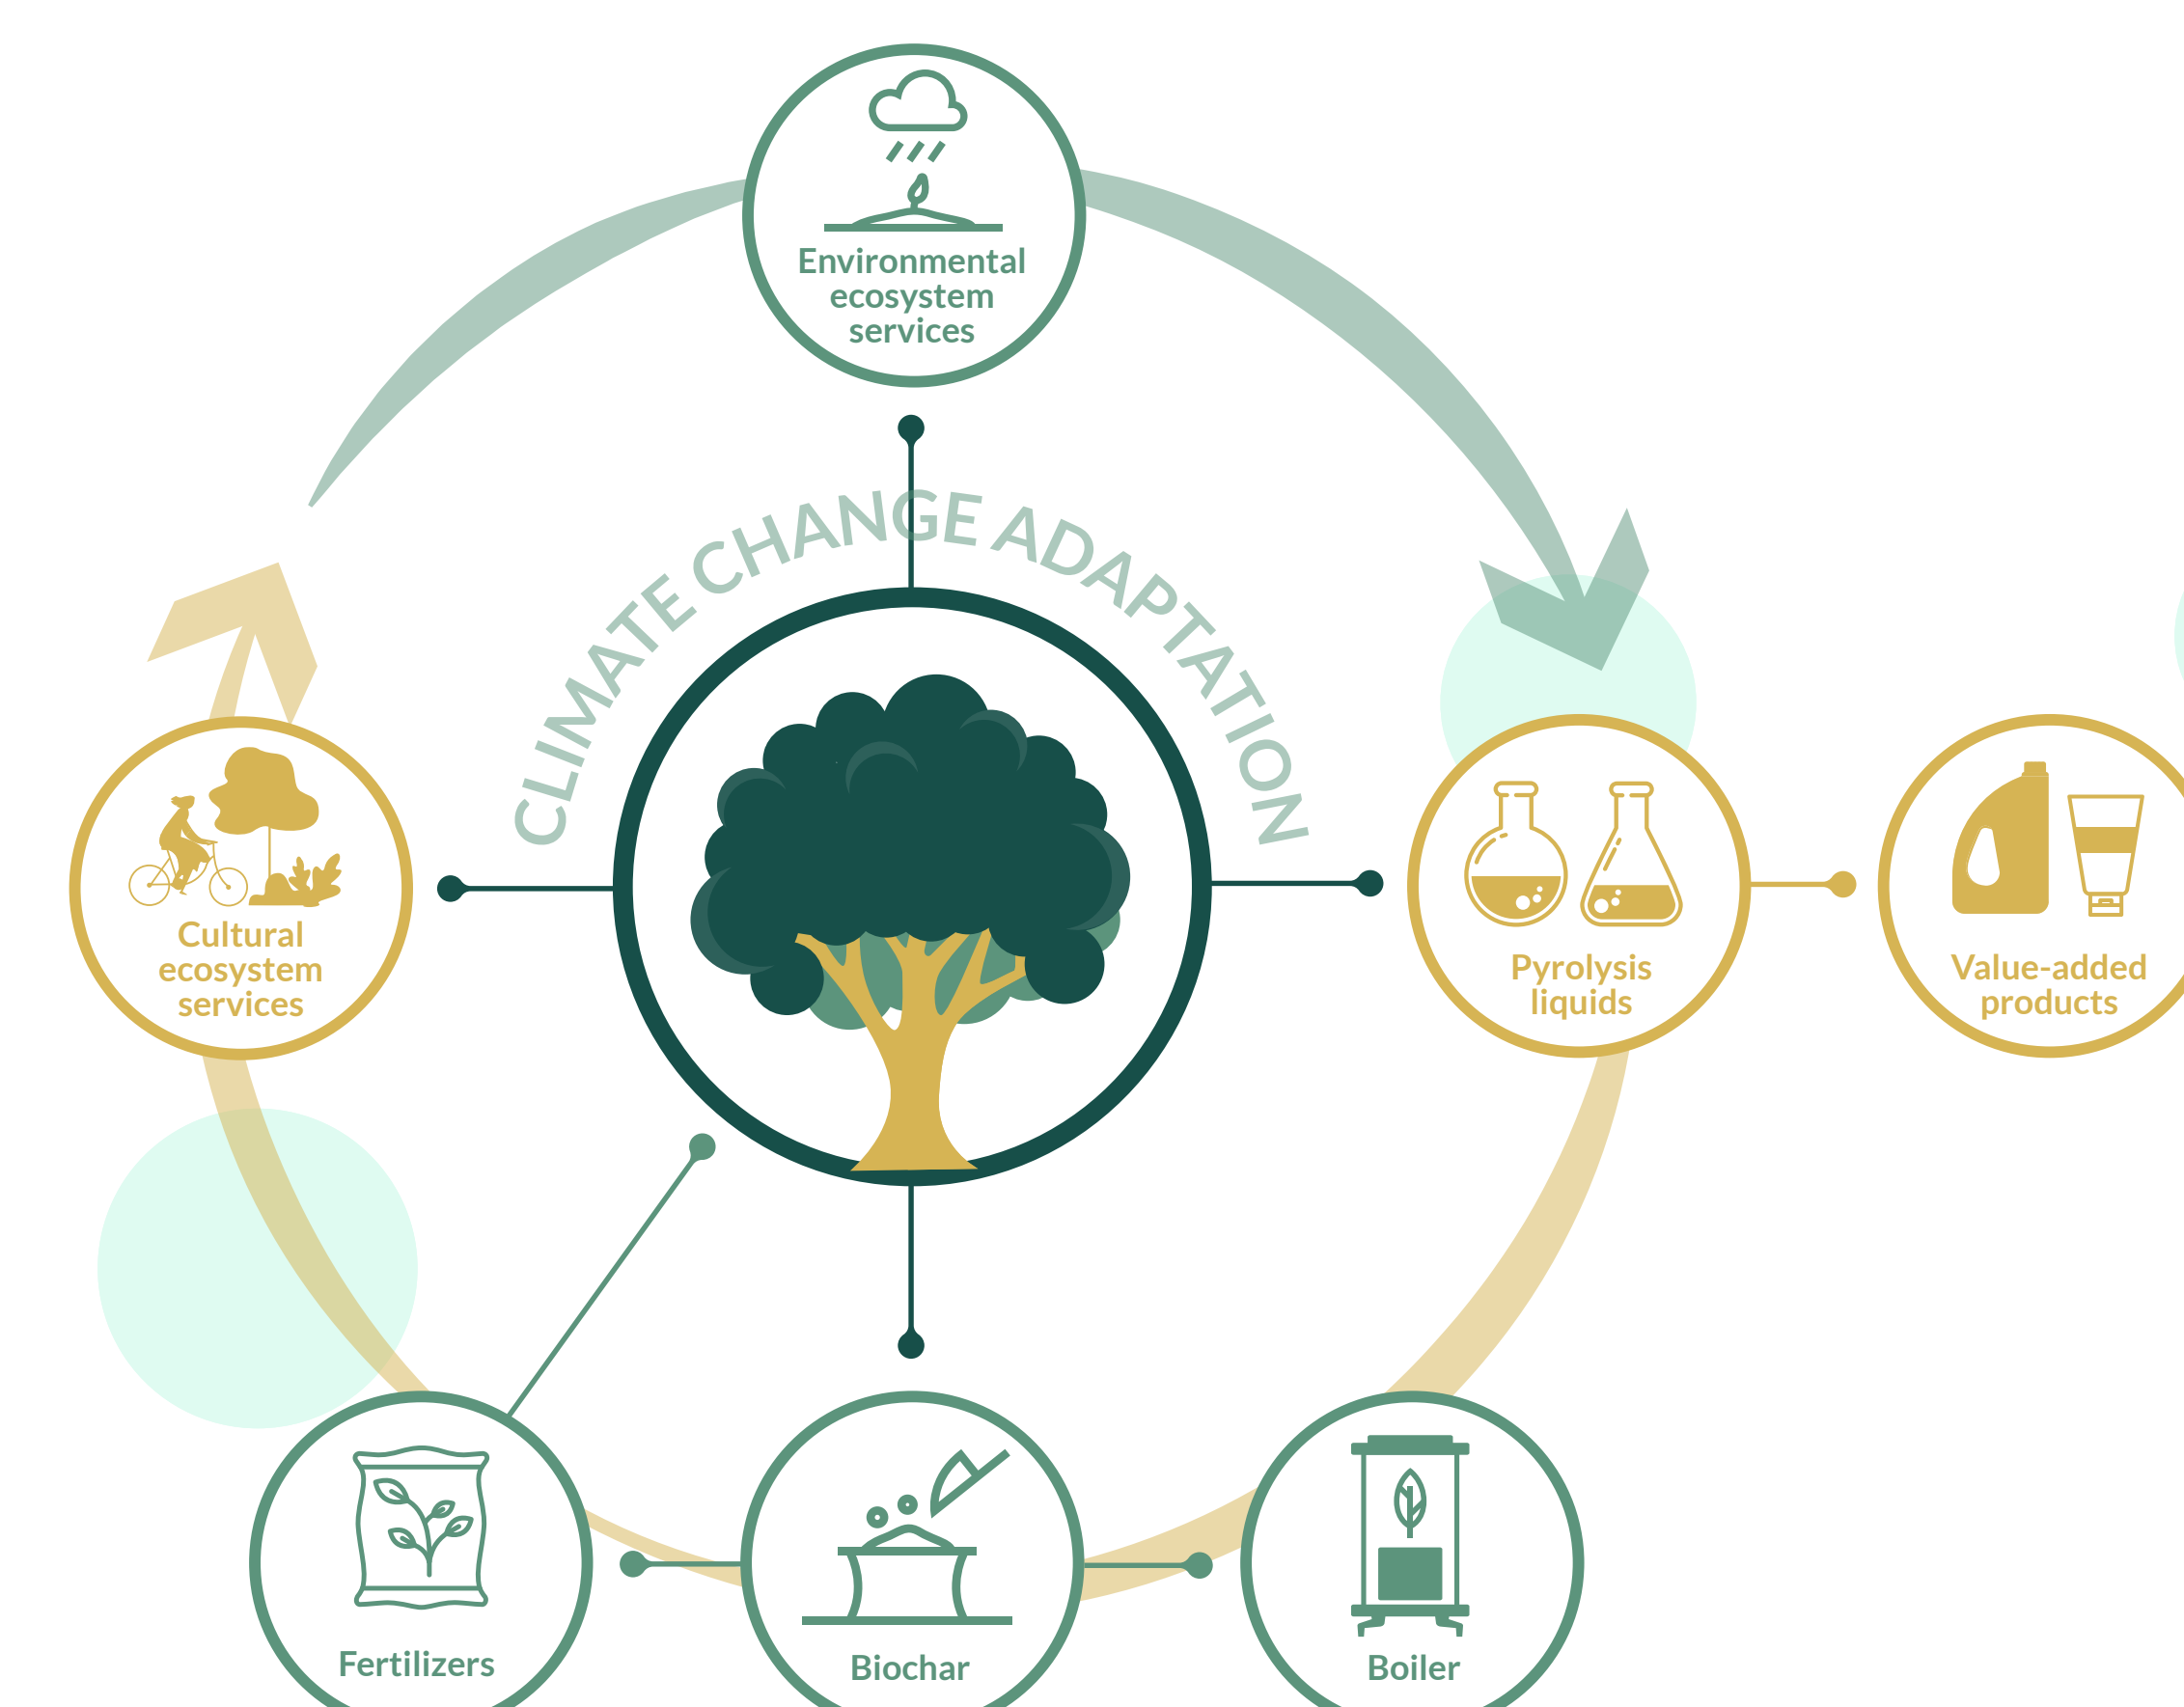 Environmental
ecosystem
services
CLIMATE CHANGE ADAPTATION
Cultural
ecosystem
services
Pyrolysis
liquids
Value-added
products
Fertilizers
Biochar
Boiler